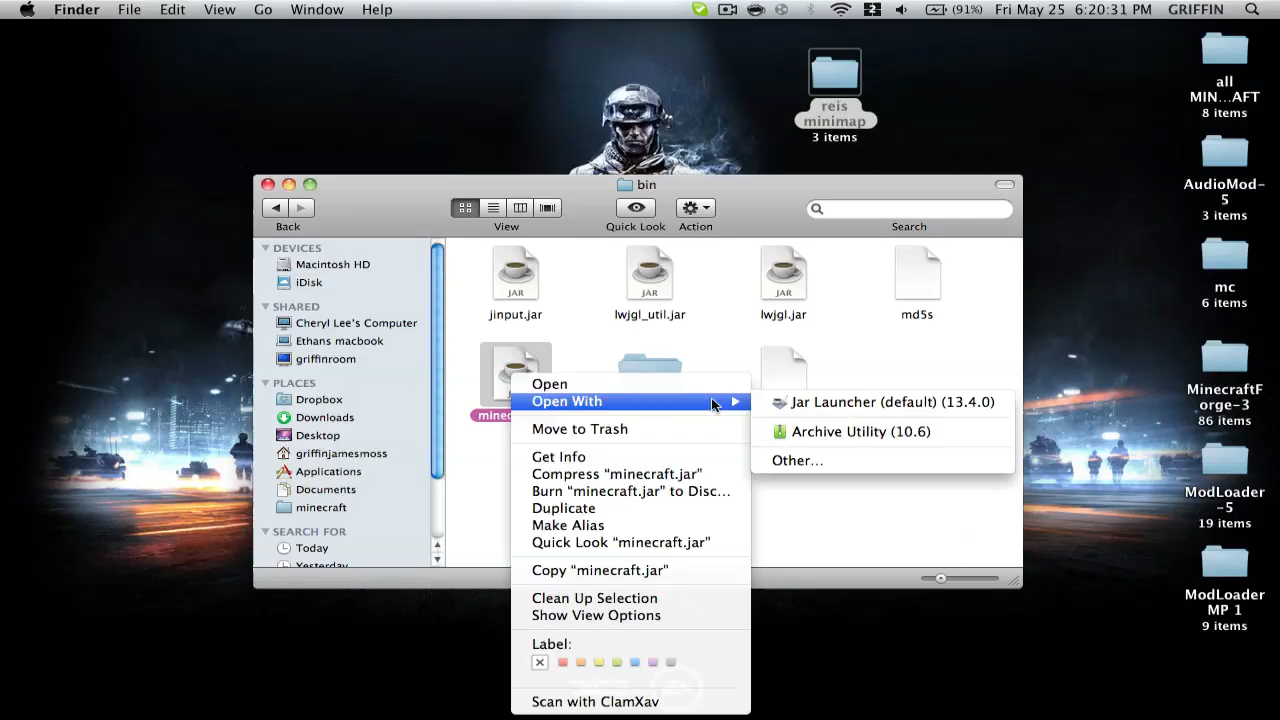 Finder File Edit View Go Window Help
2 (91%) Fri May 25 6:20:31 PM GRIFFIN
reis
minimap
3 items
all
MIN...AFT
8 items
AudioMod-
5
3 items
mc
6 items
MinecraftF
orge-3
86 items
ModLoader
-5
19 items
ModLoader
MP 1
9 items
bin
Back
View
Quick Look
Action
Search
DEVICES
Macintosh HD
iDisk
SHARED
Cheryl Lee's Computer
Ethans macbook
griffinroom
PLACES
Dropbox
Downloads
Desktop
griffinjamesmoss
Applications
Documents
minecraft
SEARCH FOR
Today
Yesterday
JAR
jinput.jar
JAR
lwjgl_util.jar
JAR
lwjgl.jar
md5s
minec
Open
Open With
Move to Trash
Get Info
Compress “minecraft.jar”
Burn “minecraft.jar” to Disc…
Duplicate
Make Alias
Quick Look “minecraft.jar”
Copy “minecraft.jar”
Clean Up Selection
Show View Options
Label:
Scan with ClamXav
Jar Launcher (default) (13.4.0)
Archive Utility (10.6)
Other…